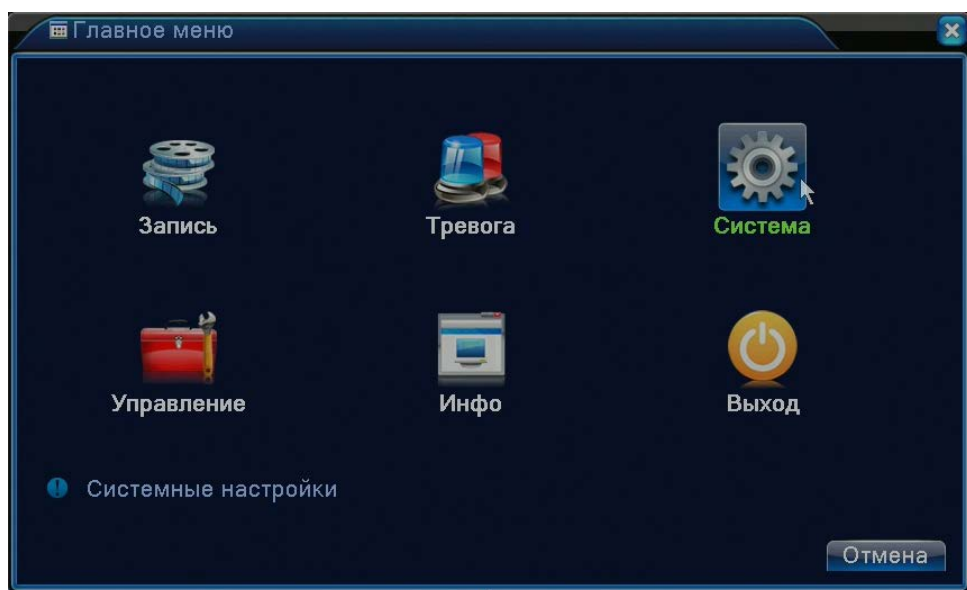 Главное меню
Запись
Тревога
Система
Управление
Инфо
Выход
Системные настройки
Отмена